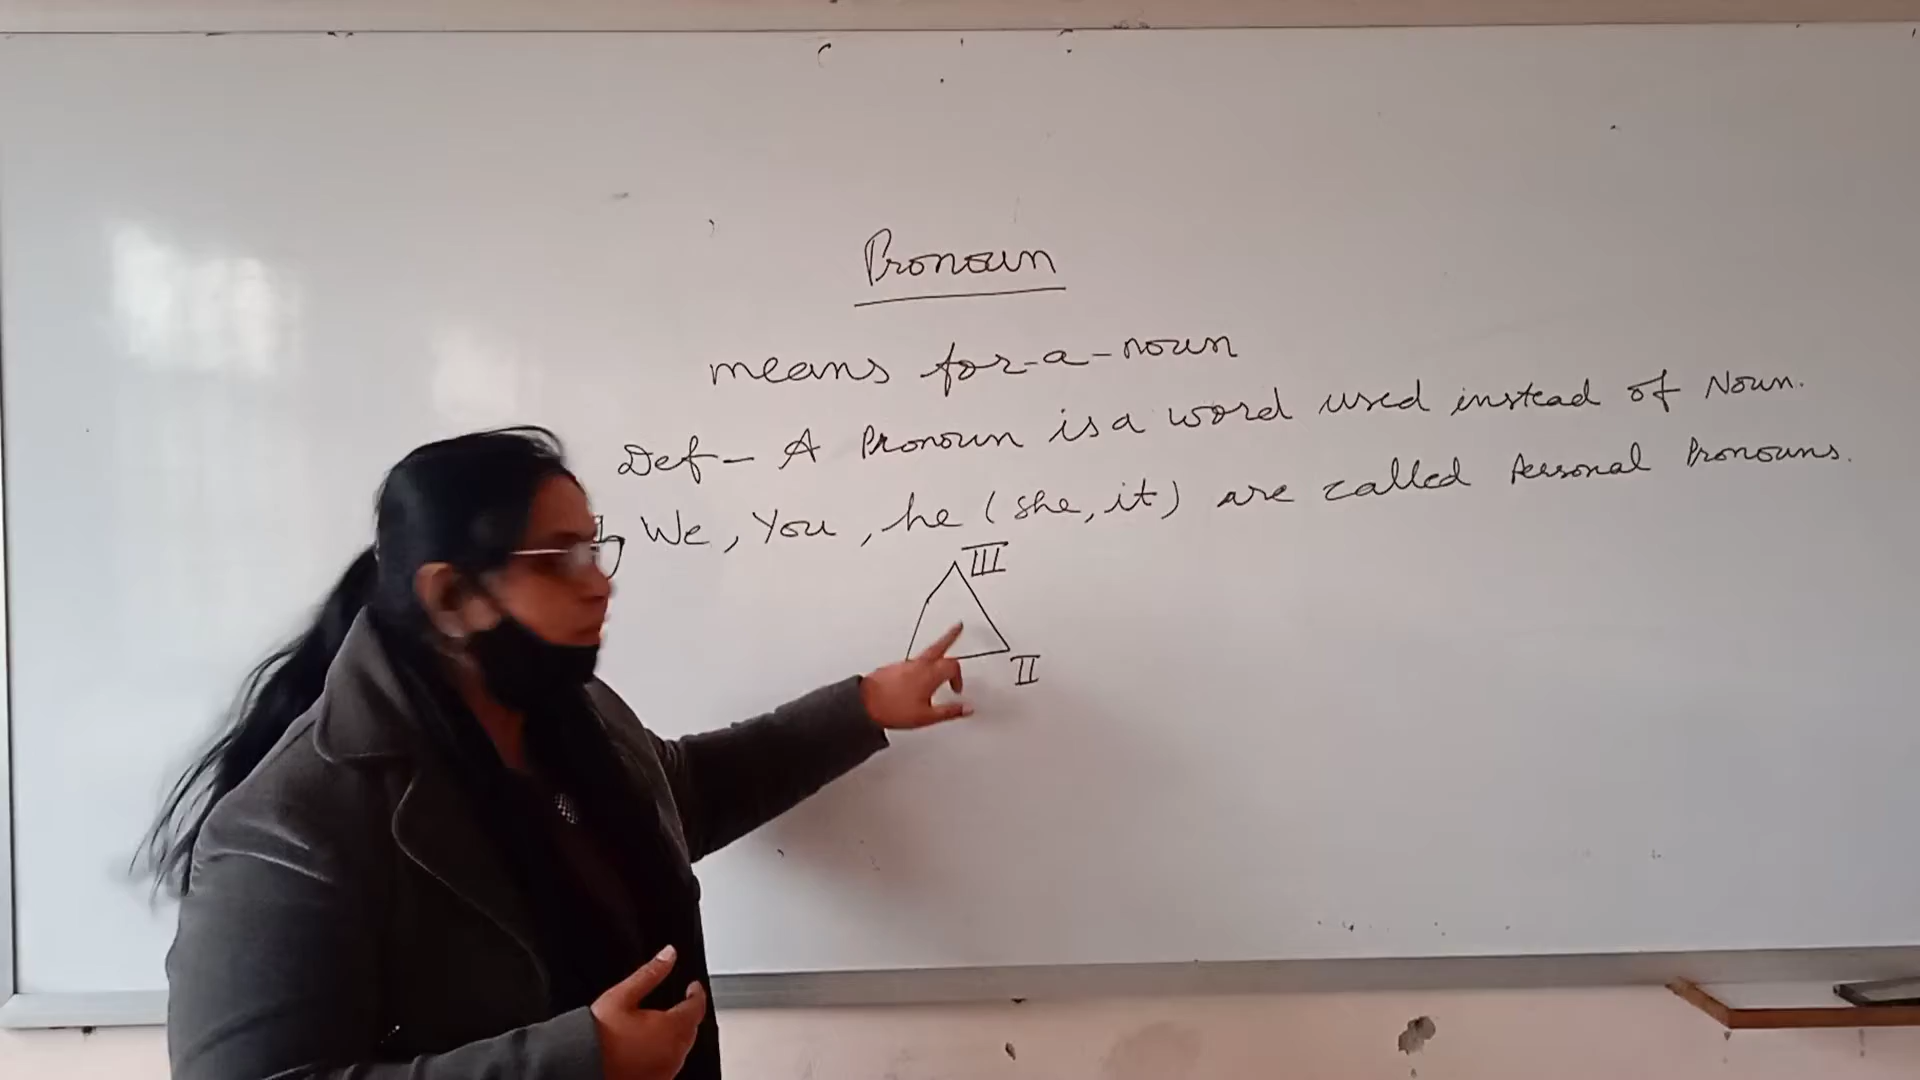 Pronoun
means for-a-noun
Def- A Pronoun is a word used instead of Noun.
We, You, he (she, it) are called Personal Pronouns.
III
II